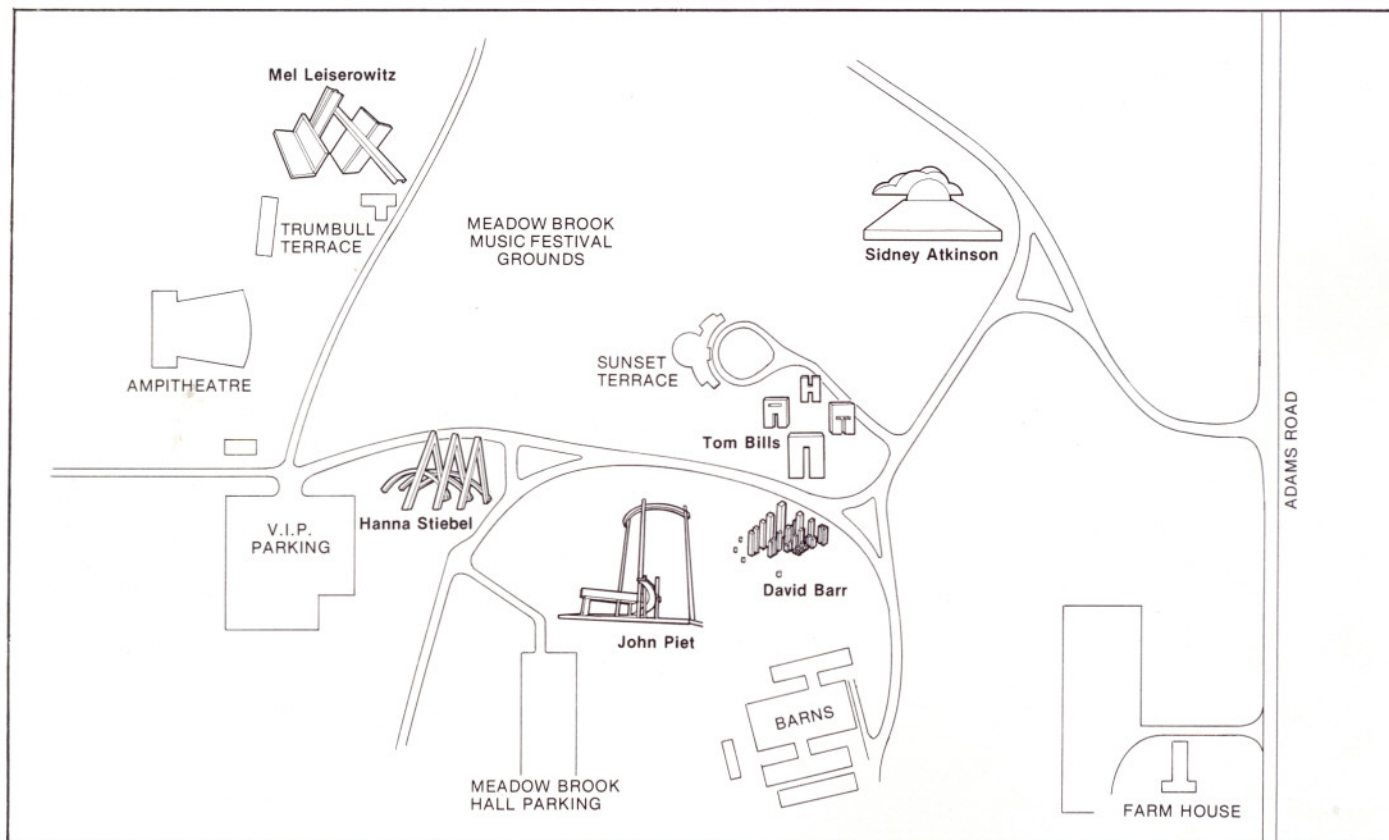 Mel Leiserowitz
TRUMBULL
TERRACE
MEADOW BROOK
MUSIC FESTIVAL
GROUNDS
Sidney Atkinson
AMPITHEATRE
SUNSET
TERRACE
H
A
T
Tom Bills
ADAMS ROAD
Hanna Stiebel
V.I.P.
PARKING
David Barr
John Piet
BARNS
MEADOW BROOK
HALL PARKING
FARM HOUSE